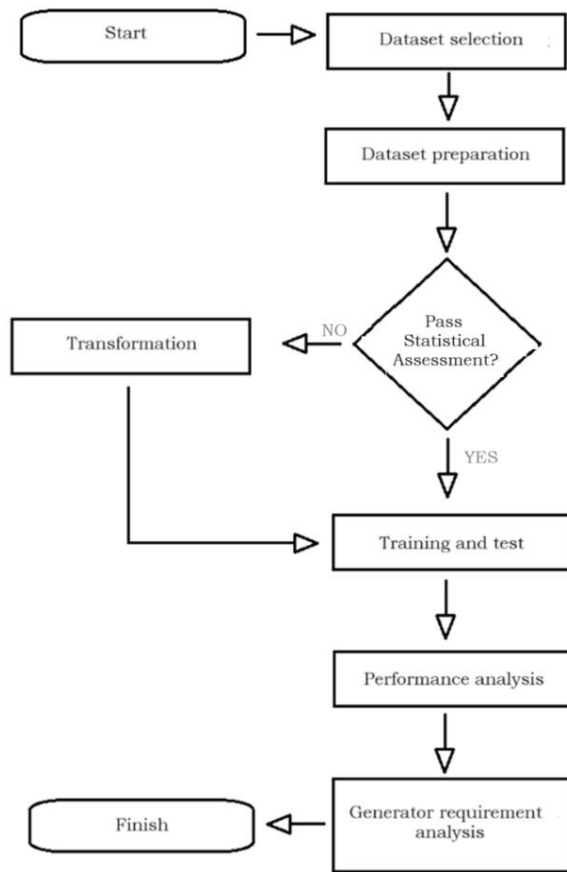 Start
Dataset selection
Dataset preparation
Pass
Statistical
Assessment?
NO
Transformation
YES
Training and test
Performance analysis
Generator requirement
analysis
Finish